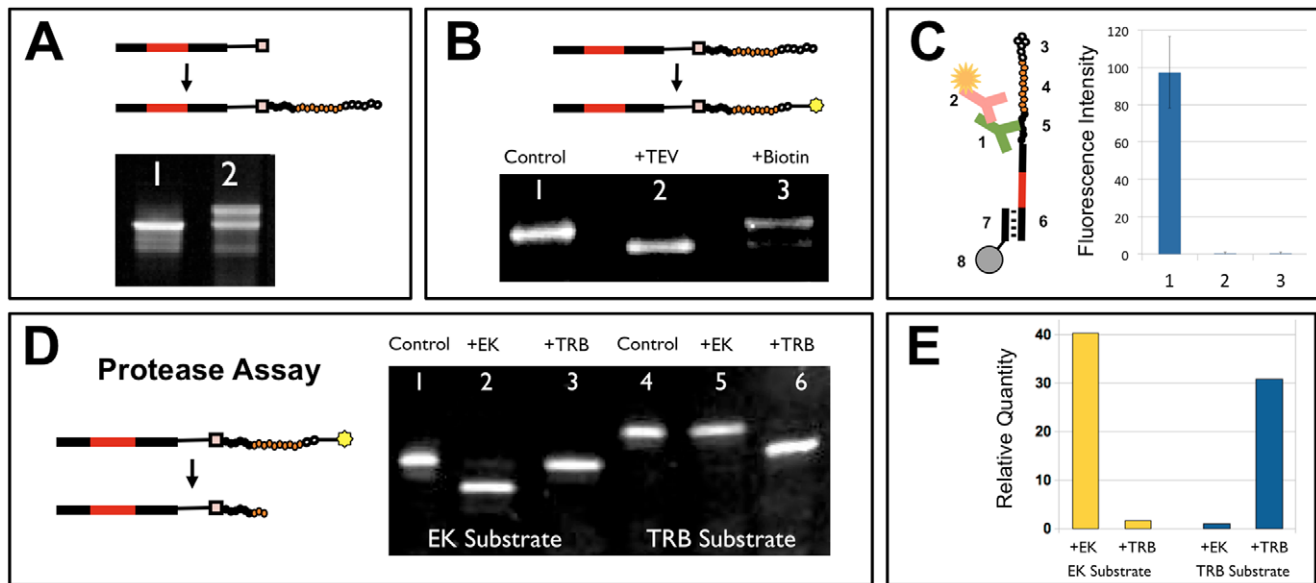 A
1 2
B
Control +TEV +Biotin
1 2 3
C
3
4
2
5
1
7 6
8
Fluorescence Intensity
120
100
80
60
40
20
0
1 2 3
D
Protease Assay
Control +EK +TRB Control +EK +TRB
1 2 3 4 5 6
EK Substrate TRB Substrate
E
Relative Quantity
40
30
20
10
0
+EK +TRB +EK +TRB
EK Substrate TRB Substrate